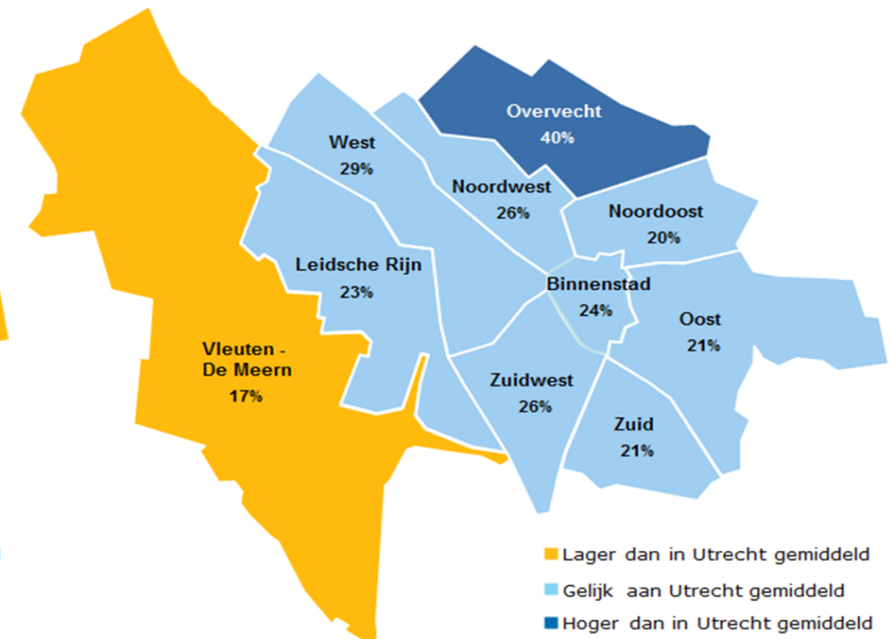 Overvecht
40%
West
29%
Noordwest
26%
Noordoost
20%
Leidsche Rijn
23%
Binnenstad
24%
Oost
21%
Vleuten -
De Meern
17%
Zuidwest
26%
Zuid
21%
Lager dan in Utrecht gemiddeld
Gelijk aan Utrecht gemiddeld
Hoger dan in Utrecht gemiddeld